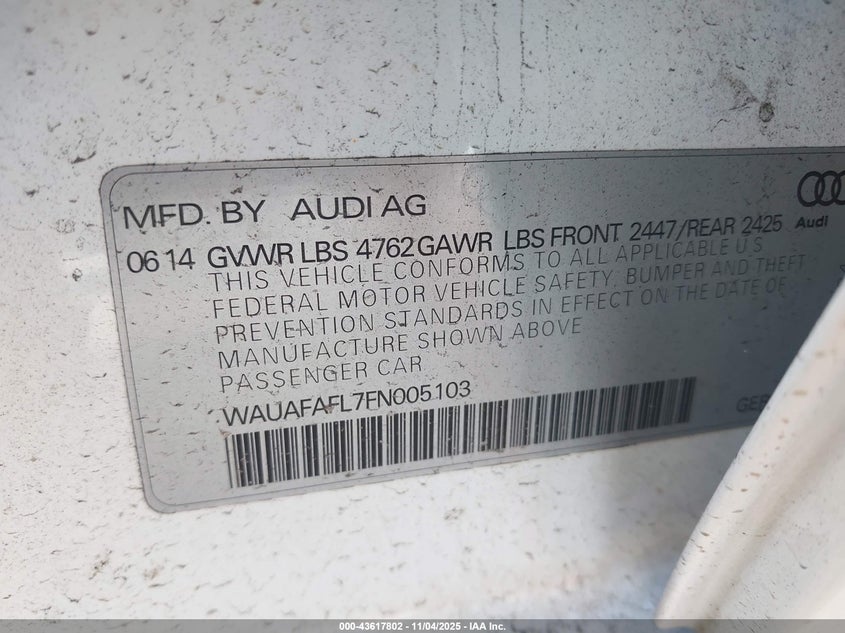 MFD. BY AUDI AG
Audi
06 14 GVWR LBS 4762 GAWR LBS FRONT 2447/REAR 2425
THIS VEHICLE CONFORMS TO ALL APPLICABLE U S
FEDERAL MOTOR VEHICLE SAFETY, BUMPER AND THEFT
PREVENTION STANDARDS IN EFFECT ON THE DATE OF
MANUFACTURE SHOWN ABOVE
PASSENGER CAR
WAUAFAFL7FN005103
000-43617802 - 11/04/2025 - IAA Inc.